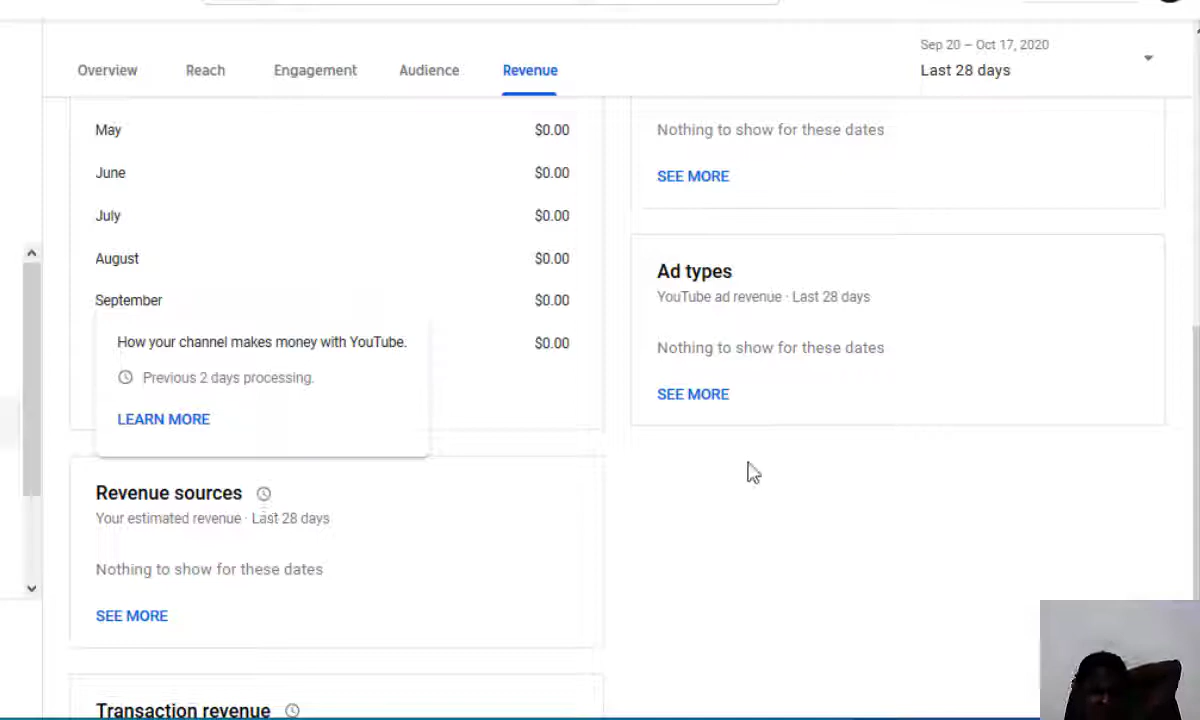 Overview Reach Engagement Audience Revenue
Sep 20 – Oct 17, 2020
Last 28 days
May $0.00
June $0.00
July $0.00
August $0.00
September $0.00
$0.00
How your channel makes money with YouTube.
Previous 2 days processing.
LEARN MORE
Revenue sources
Your estimated revenue · Last 28 days
Nothing to show for these dates
SEE MORE
Transaction revenue
Nothing to show for these dates
SEE MORE
Ad types
YouTube ad revenue · Last 28 days
Nothing to show for these dates
SEE MORE